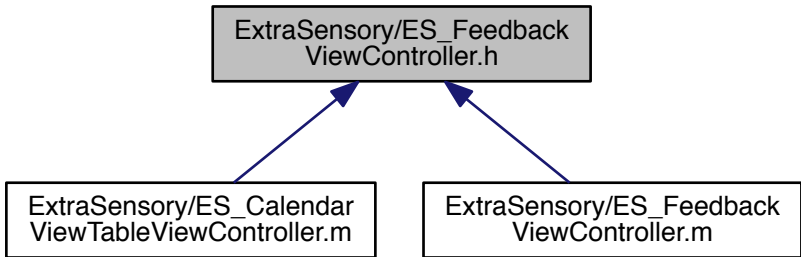 ExtraSensory/ES_Feedback
ViewController.h
ExtraSensory/ES_Calendar
ViewTableViewController.m
ExtraSensory/ES_Feedback
ViewController.m